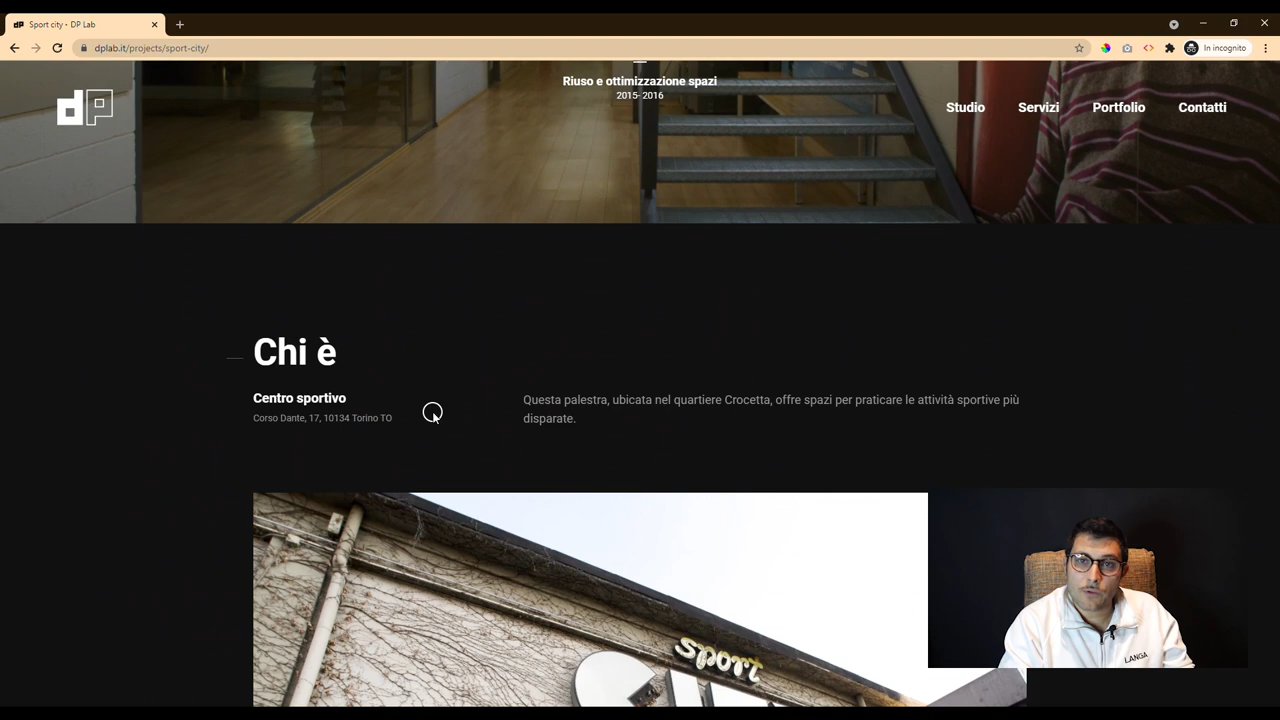 Sport city • DP Lab
dplab.it/projects/sport-city/
In incognito
Riuso e ottimizzazione spazi
2015- 2016
dP
Studio
Servizi
Portfolio
Contatti
Chi è
Centro sportivo
Corso Dante, 17, 10134 Torino TO
Questa palestra, ubicata nel quartiere Crocetta, offre spazi per praticare le attività sportive più
disparate.
sport
LANGA